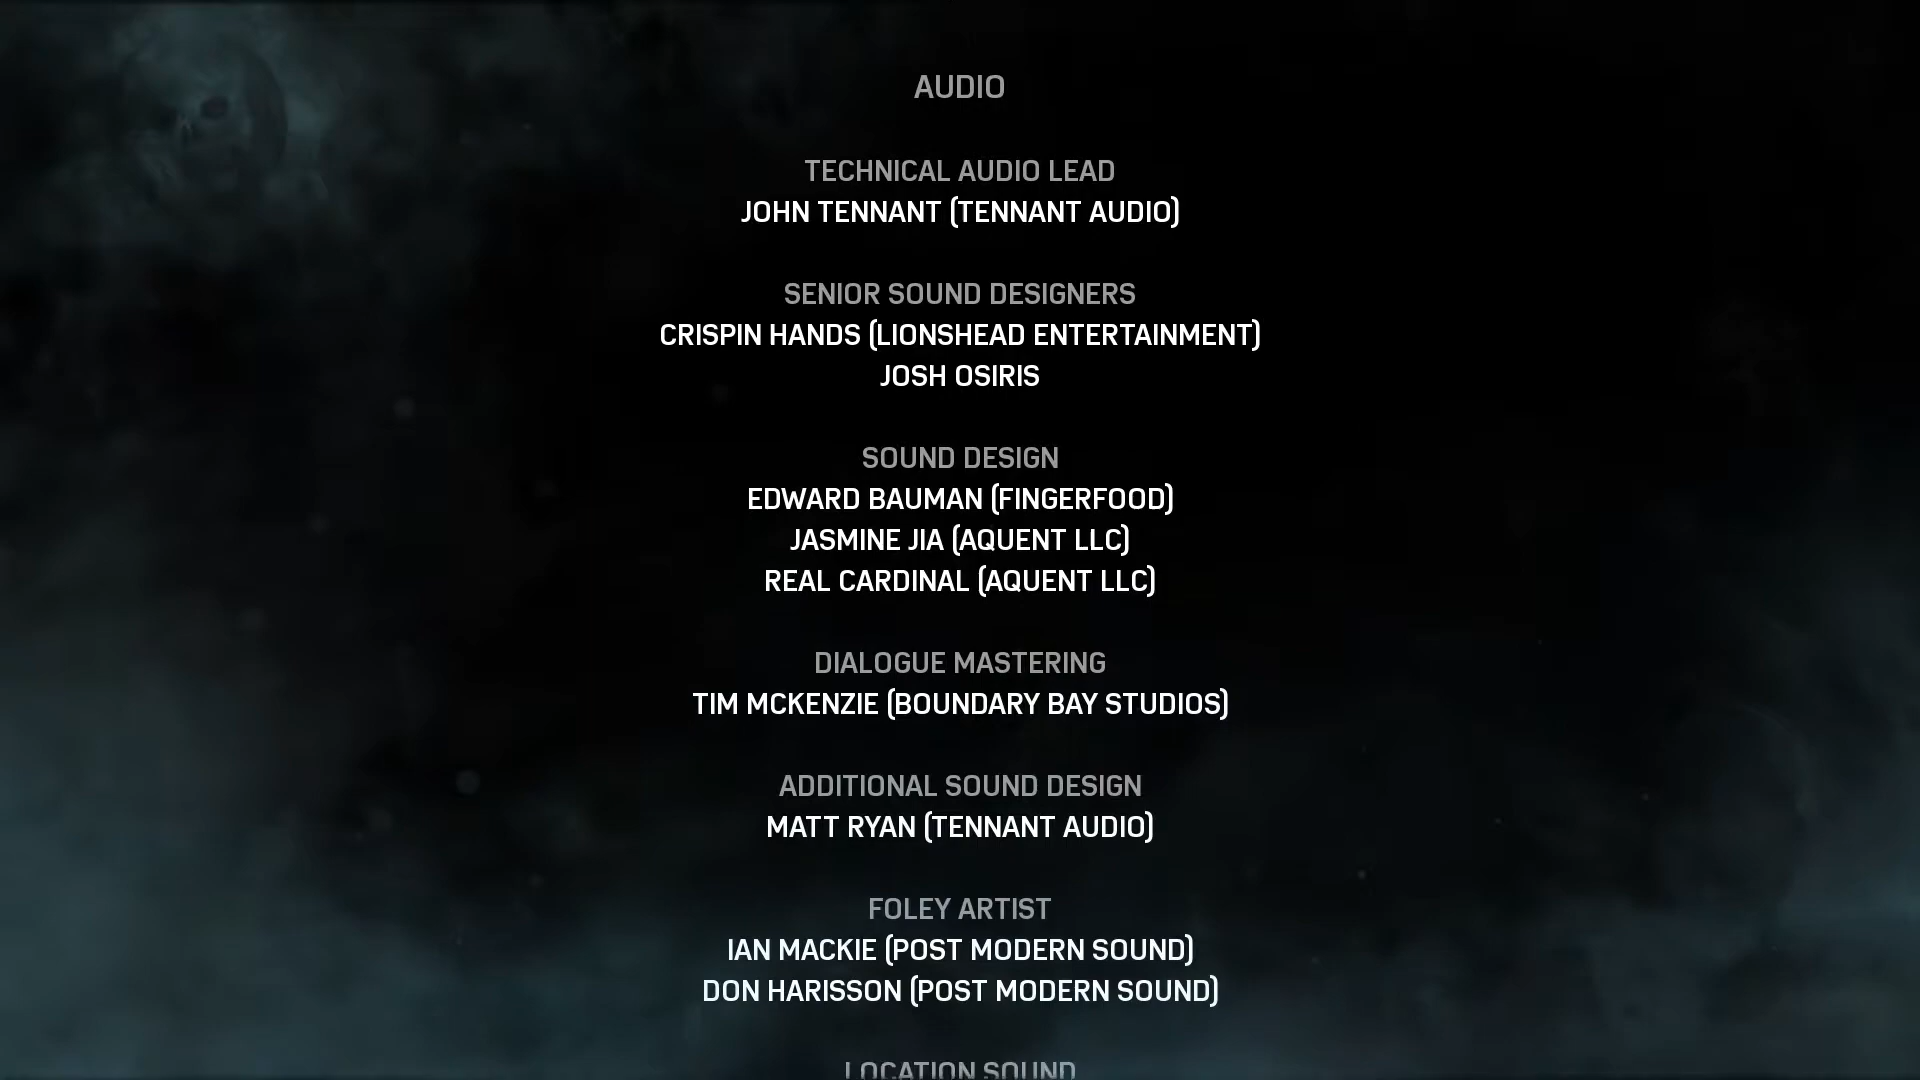 AUDIO
TECHNICAL AUDIO LEAD
JOHN TENNANT (TENNANT AUDIO)
SENIOR SOUND DESIGNERS
CRISPIN HANDS (LIONSHEAD ENTERTAINMENT)
JOSH OSIRIS
SOUND DESIGN
EDWARD BAUMAN (FINGERFOOD)
JASMINE JIA (AQUENT LLC)
REAL CARDINAL (AQUENT LLC)
DIALOGUE MASTERING
TIM MCKENZIE (BOUNDARY BAY STUDIOS)
ADDITIONAL SOUND DESIGN
MATT RYAN (TENNANT AUDIO)
FOLEY ARTIST
IAN MACKIE (POST MODERN SOUND)
DON HARISSON (POST MODERN SOUND)
LOCATION SOUND